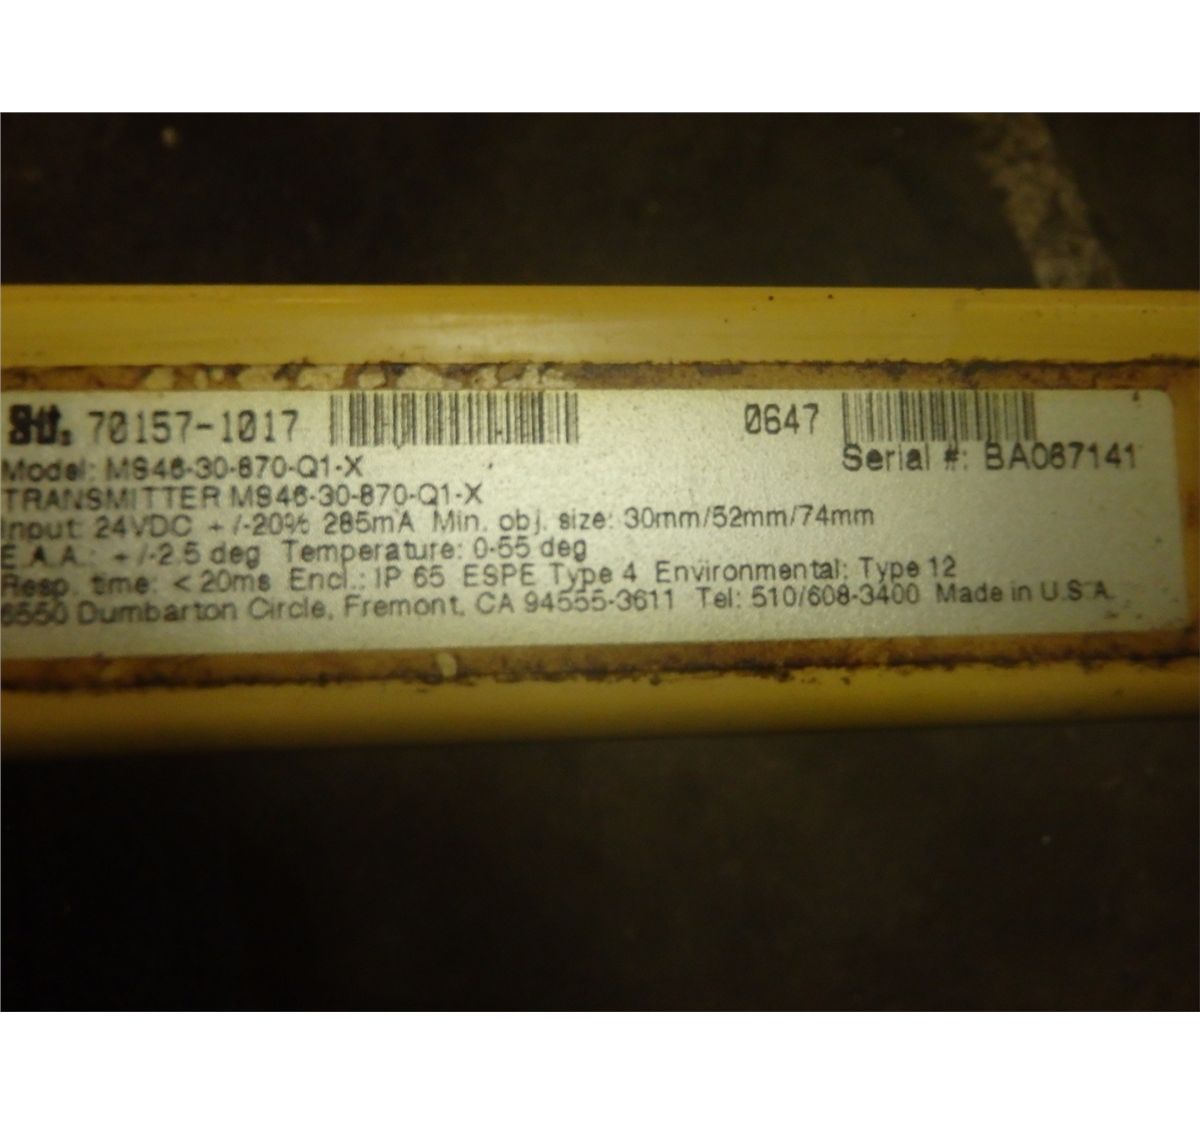 Sti. 70157-1017 0647
Serial #: BA067141
Model: MS46-30-870-Q1-X
TRANSMITTER MS46-30-870-Q1-X
Input: 24VDC +/-20% 285mA Min. obj. size: 30mm/52mm/74mm
E.A.A.: +/-2.5 deg Temperature: 0-55 deg
Resp. time: < 20ms Encl.: IP 65 ESPE Type 4 Environmental: Type 12
6550 Dumbarton Circle, Fremont, CA 94555-3611 Tel: 510/608-3400 Made in U.S.A.